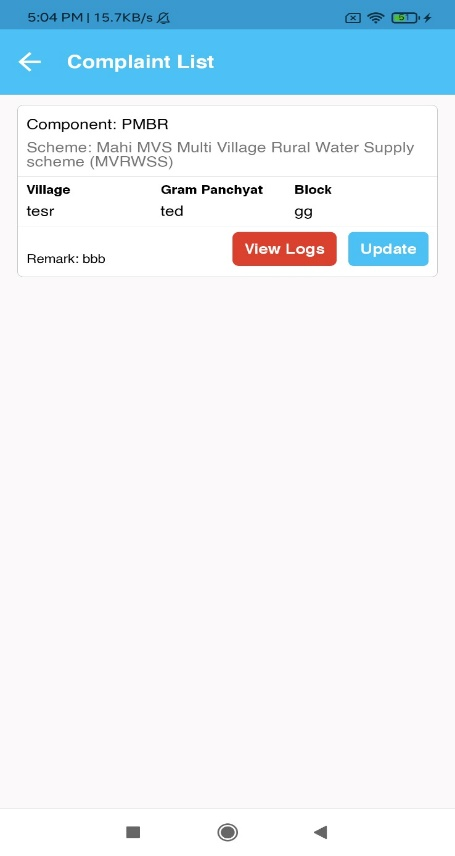 5:04 PM | 15.7KB/s
51
Complaint List
Component: PMBR
Scheme: Mahi MVS Multi Village Rural Water Supply
scheme (MVRWSS)
Village Gram Panchyat Block
tesr ted gg
Remark: bbb View Logs Update